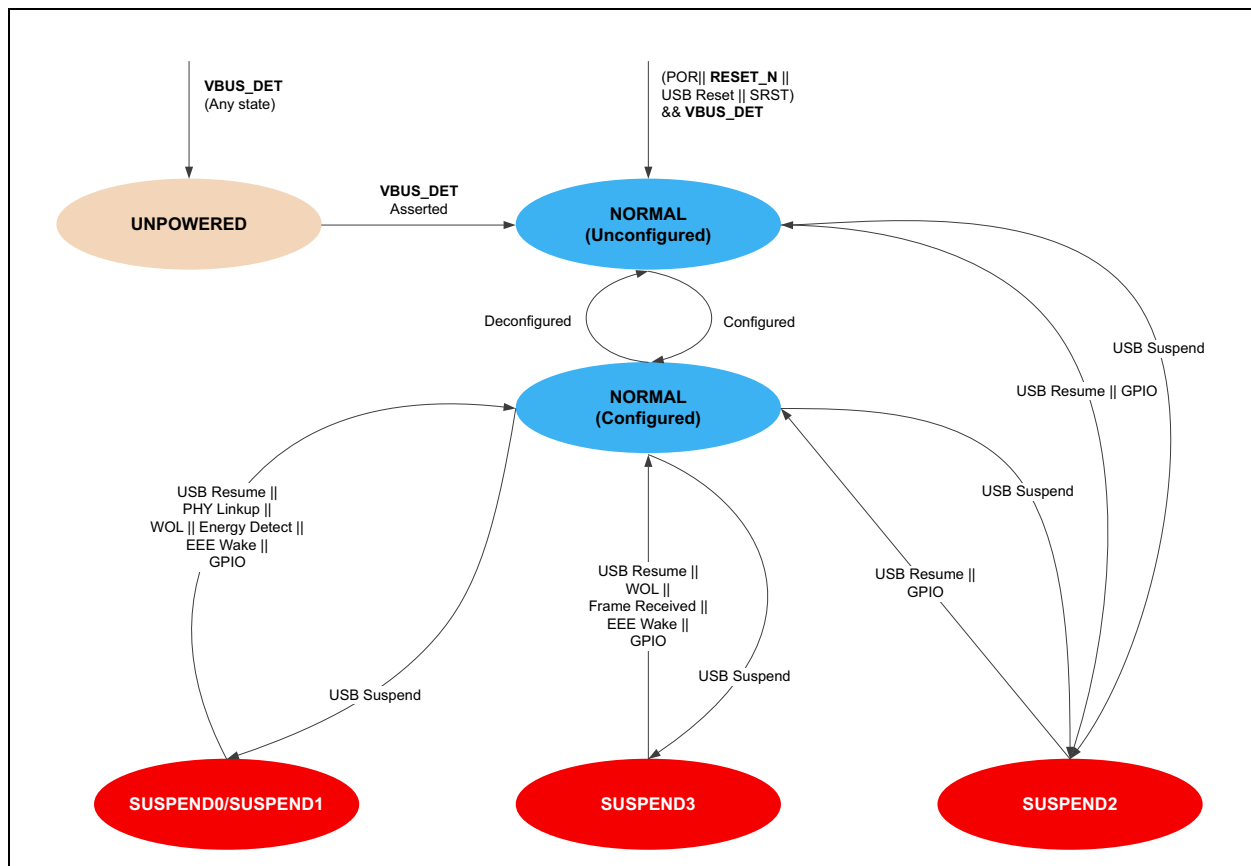 VBUS_DET
(Any state)
(POR|| RESET_N ||
USB Reset || SRST)
&& VBUS_DET
UNPOWERED
VBUS_DET
Asserted
NORMAL
(Unconfigured)
Deconfigured
Configured
USB Suspend
USB Resume || GPIO
NORMAL
(Configured)
USB Resume ||
PHY Linkup ||
WOL || Energy Detect ||
EEE Wake ||
GPIO
USB Suspend
USB Resume ||
WOL ||
Frame Received ||
EEE Wake ||
GPIO
USB Suspend
USB Resume ||
GPIO
USB Suspend
SUSPEND0/SUSPEND1
SUSPEND3
SUSPEND2